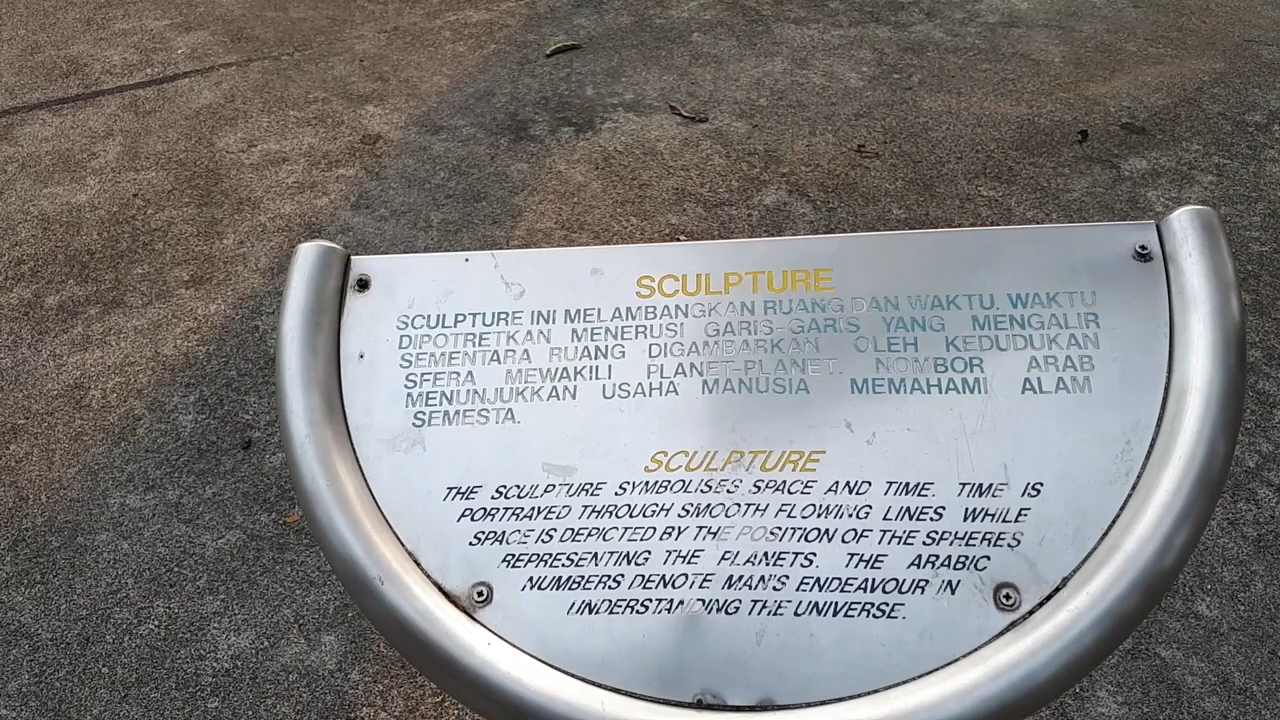 SCULPTURE
SCULPTURE INI MELAMBANGKAN RUANG DAN WAKTU. WAKTU
DIPOTRETKAN MENERUSI GARIS-GARIS YANG MENGALIR
SEMENTARA RUANG DIGAMBARKAN OLEH KEDUDUKAN
SFERA MEWAKILI PLANET-PLANET. NOMBOR ARAB
MENUNJUKKAN USAHA MANUSIA MEMAHAMI ALAM
SEMESTA.
SCULPTURE
THE SCULPTURE SYMBOLISES SPACE AND TIME. TIME IS
PORTRAYED THROUGH SMOOTH FLOWING LINES WHILE
SPACE IS DEPICTED BY THE POSITION OF THE SPHERES
REPRESENTING THE PLANETS. THE ARABIC
NUMBERS DENOTE MAN'S ENDEAVOUR IN
UNDERSTANDING THE UNIVERSE.